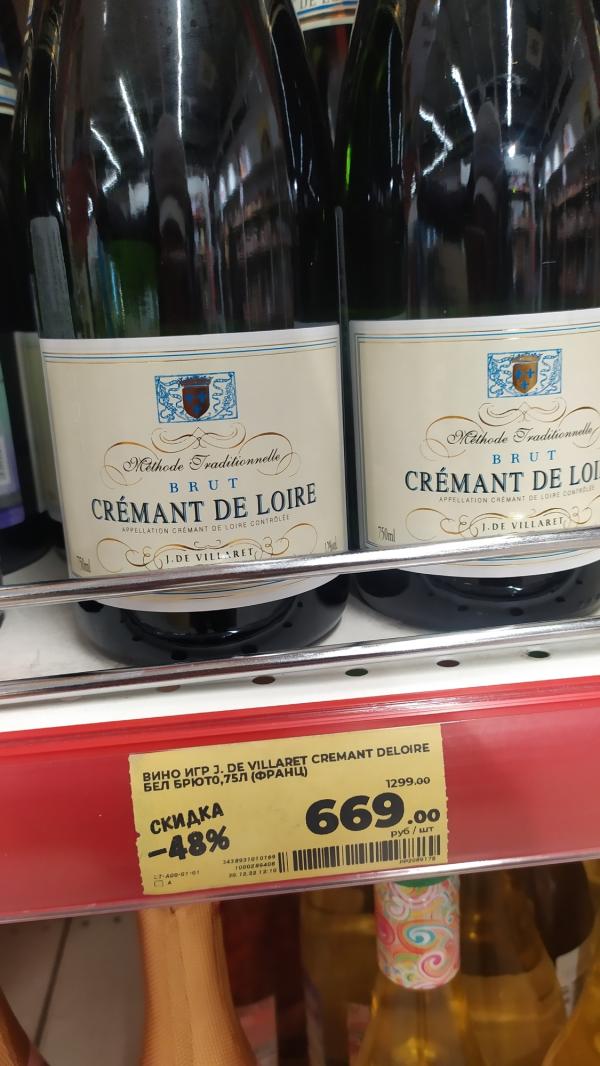 Méthode Traditionnelle
BRUT
CRÉMANT DE LOIRE
APPELLATION CRÉMANT DE LOIRE CONTRÔLÉE
750ml
J. DE VILLARET
Méthode Traditionnelle
BRUT
CRÉMANT DE LOI
APPELLATION CRÉMANT DE LOIRE CONTRÔLÉE
750ml
J. DE VILLARET
ВИНО ИГР J. DE VILLARET CREMANT DELOIRE
БЕЛ БРЮТ0,75Л (ФРАНЦ)
1299.00
СКИДКА
-48%
669.00
руб / шт